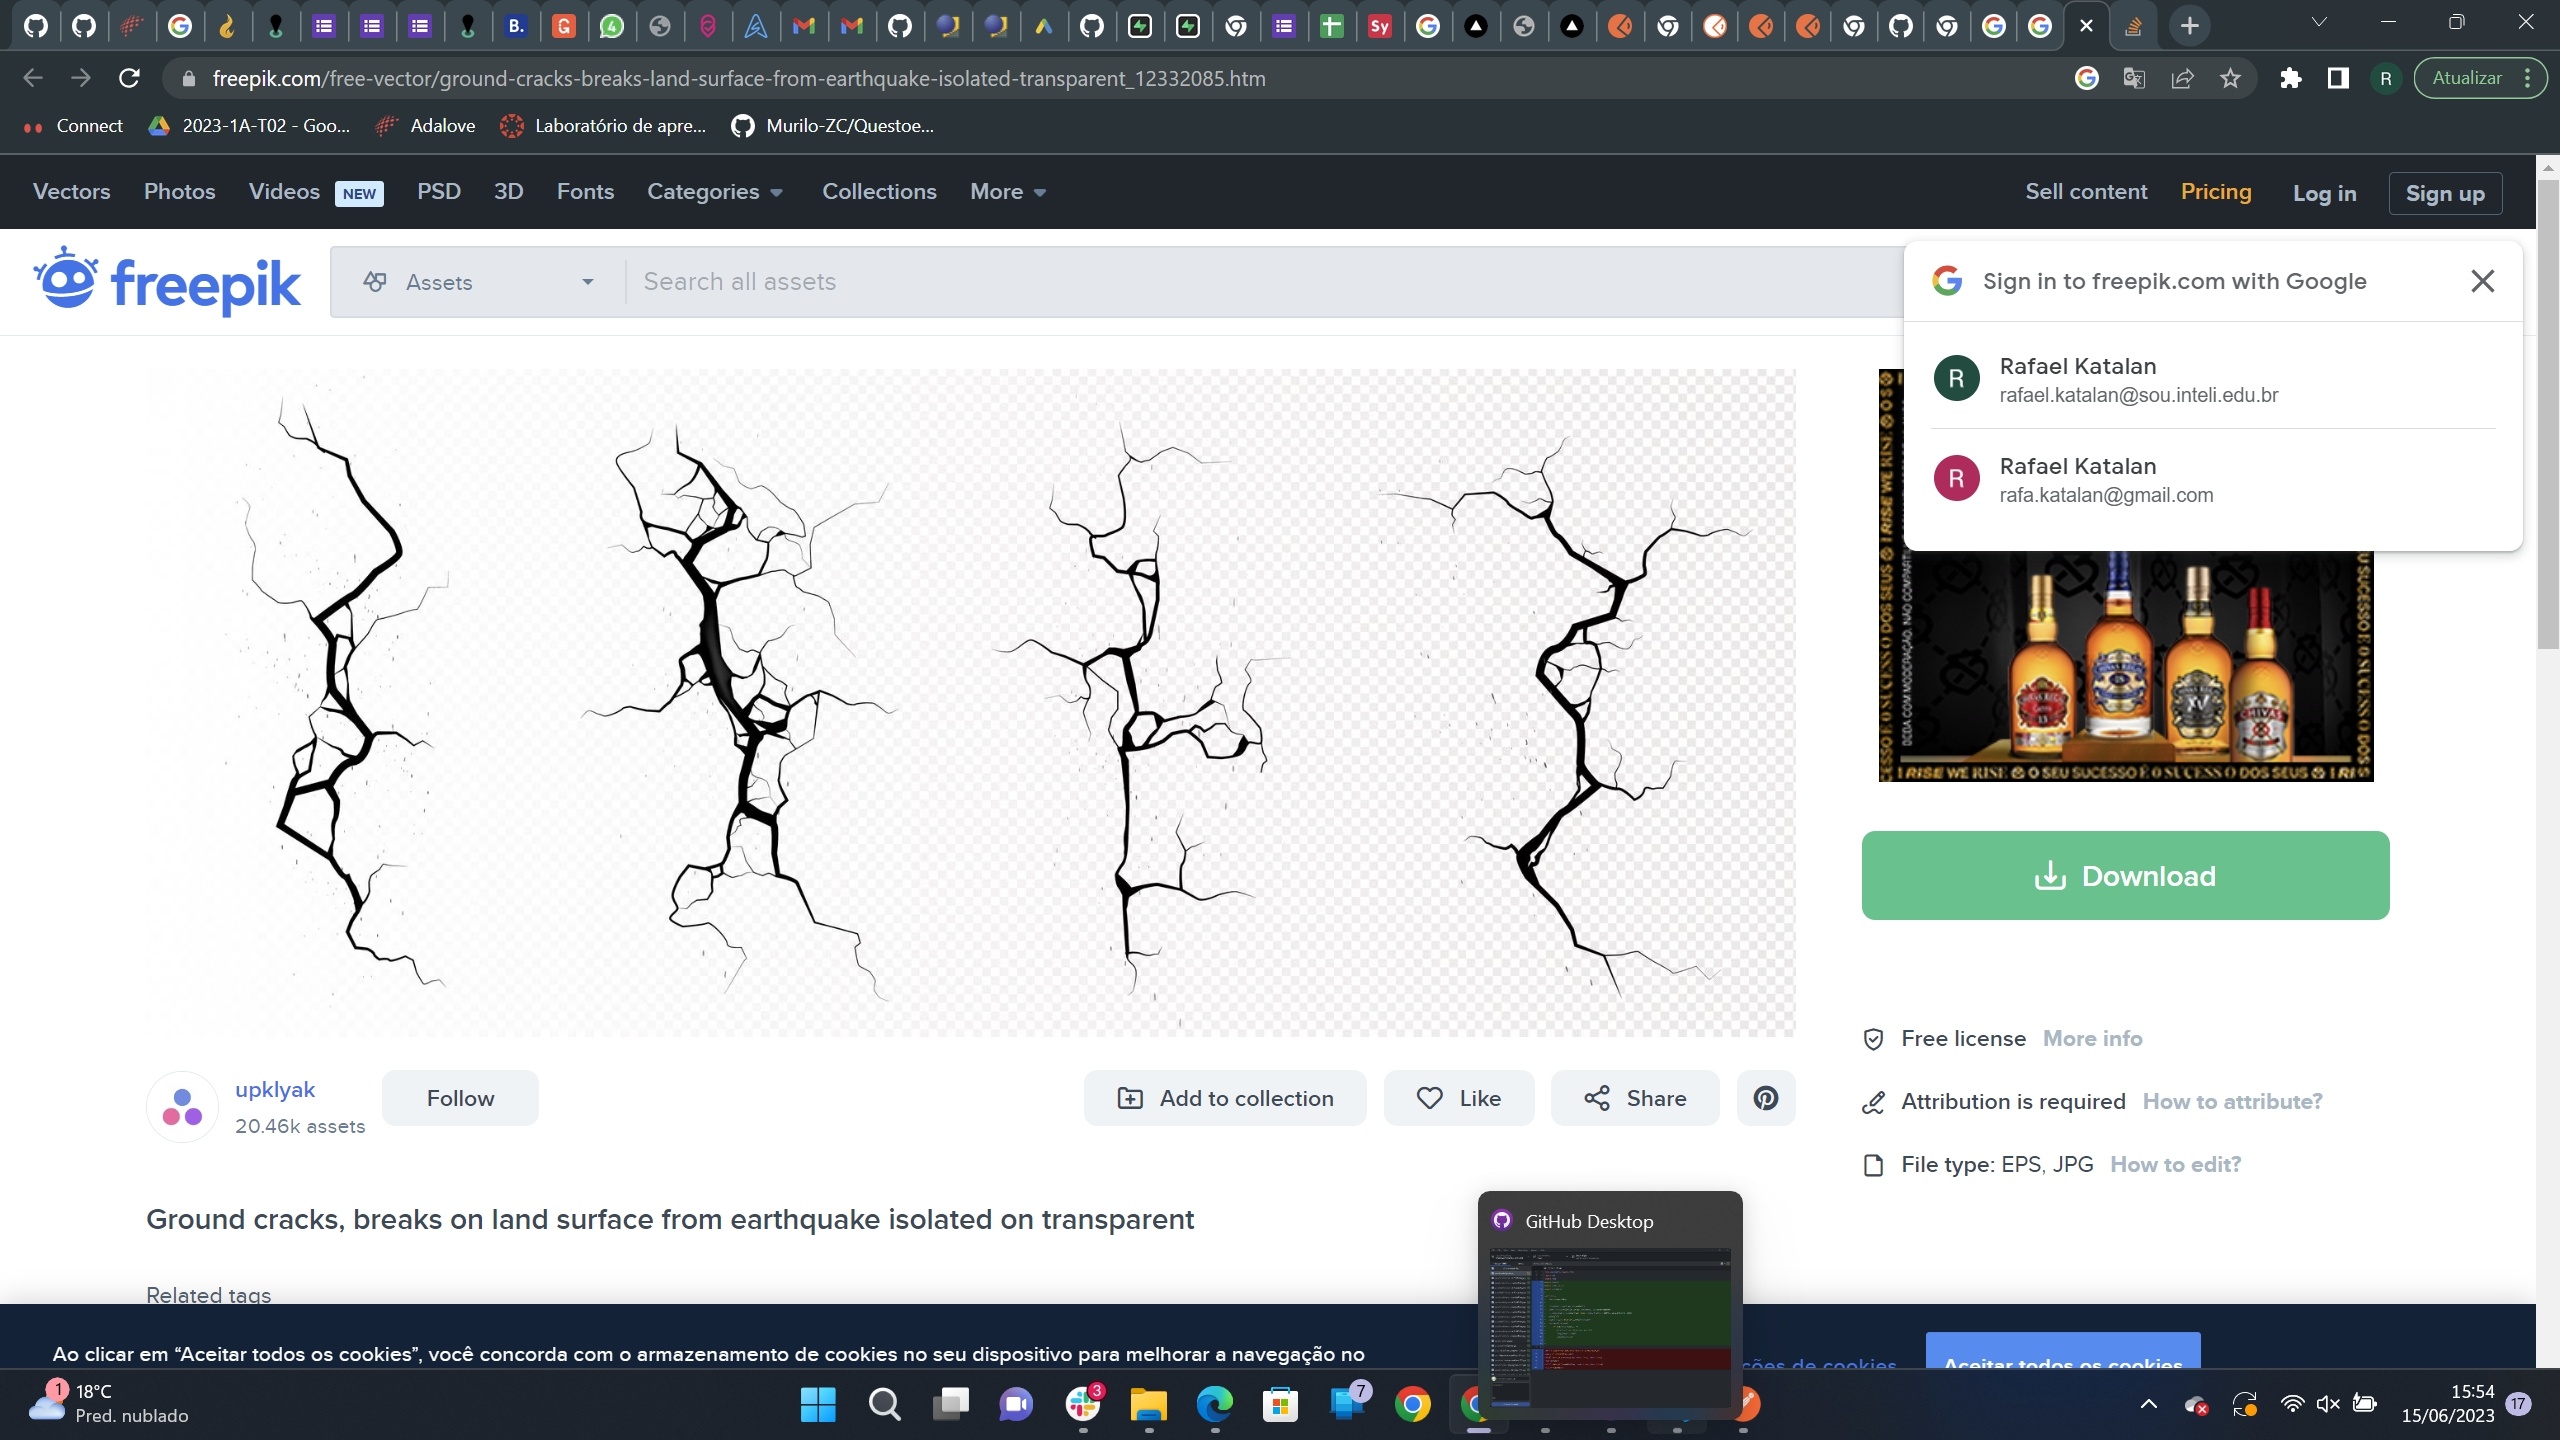 B.
G
4
Sy
freepik.com/free-vector/ground-cracks-breaks-land-surface-from-earthquake-isolated-transparent_12332085.htm
R
Atualizar
Connect
2023-1A-T02 - Goo...
Adalove
Laboratório de apre...
Murilo-ZC/Questoe...
Vectors
Photos
Videos
NEW
PSD
3D
Fonts
Categories
Collections
More
Sell content
Pricing
Log in
Sign up
freepik
Assets
Search all assets
Sign in to freepik.com with Google
R
Rafael Katalan
rafael.katalan@sou.inteli.edu.br
R
Rafael Katalan
rafa.katalan@gmail.com
XV
CHIVAS
I RISE WE RISE
O SEU SUCESSO É O SUCESSO DOS SEUS
Download
Free license
More info
Attribution is required
How to attribute?
File type: EPS, JPG
How to edit?
upklyak
20.46k assets
Follow
Add to collection
Like
Share
Ground cracks, breaks on land surface from earthquake isolated on transparent
Related tags
GitHub Desktop
Ao clicar em “Aceitar todos os cookies”, você concorda com o armazenamento de cookies no seu dispositivo para melhorar a navegação no
de cookies
Aceitar todos os cookies
1
18°C
Pred. nublado
3
7
15:54
15/06/2023
17